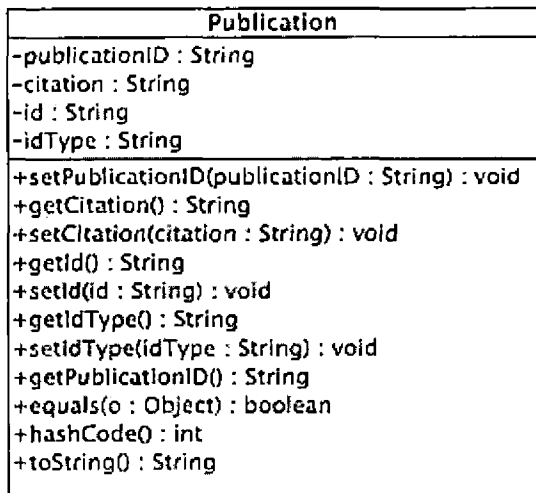 Publication
-publicationID : String
-citation : String
-id : String
-idType : String
+setPublicationID(publicationID : String) : void
+getCitation() : String
+setCitation(citation : String) : void
+getId() : String
+setId(id : String) : void
+getIdType() : String
+setIdType(idType : String) : void
+getPublicationID() : String
+equals(o : Object) : boolean
+hashCode() : int
+toString() : String